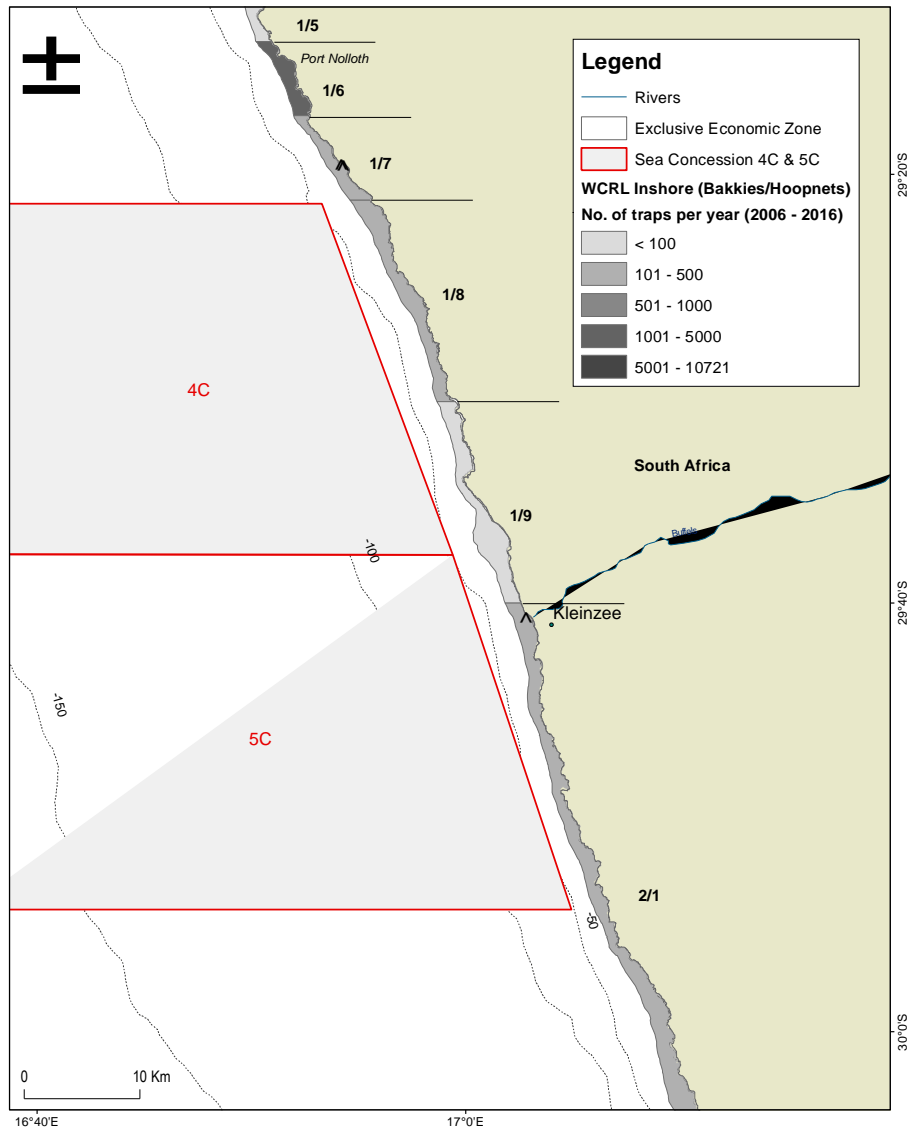 1/5
Port Nolloth
1/6
1/7
1/8
1/9
2/1
Legend
Rivers
Exclusive Economic Zone
Sea Concession 4C & 5C
WCRL Inshore (Bakkies/Hoopnets)
No. of traps per year (2006 - 2016)
< 100
101 - 500
501 - 1000
1001 - 5000
5001 - 10721
29°20'S
4C
South Africa
Buffels
-100
29°40'S
Kleinzee
-150
5C
-50
30°0'S
0 10 Km
16°40'E 17°0'E